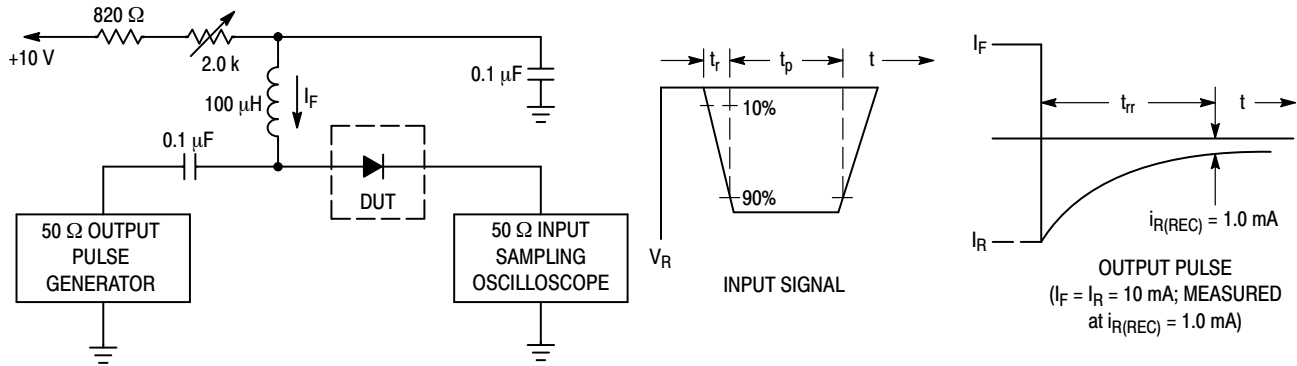 820 Ω
+10 V
2.0 k
100 μH
I_F
0.1 μF
0.1 μF
DUT
50 Ω OUTPUT
PULSE
GENERATOR
50 Ω INPUT
SAMPLING
OSCILLOSCOPE
t_r
t_p
t
10%
90%
V_R
INPUT SIGNAL
I_F
t_rr
t
I_R
i_R(REC) = 1.0 mA
OUTPUT PULSE
(I_F = I_R = 10 mA; MEASURED
at i_R(REC) = 1.0 mA)